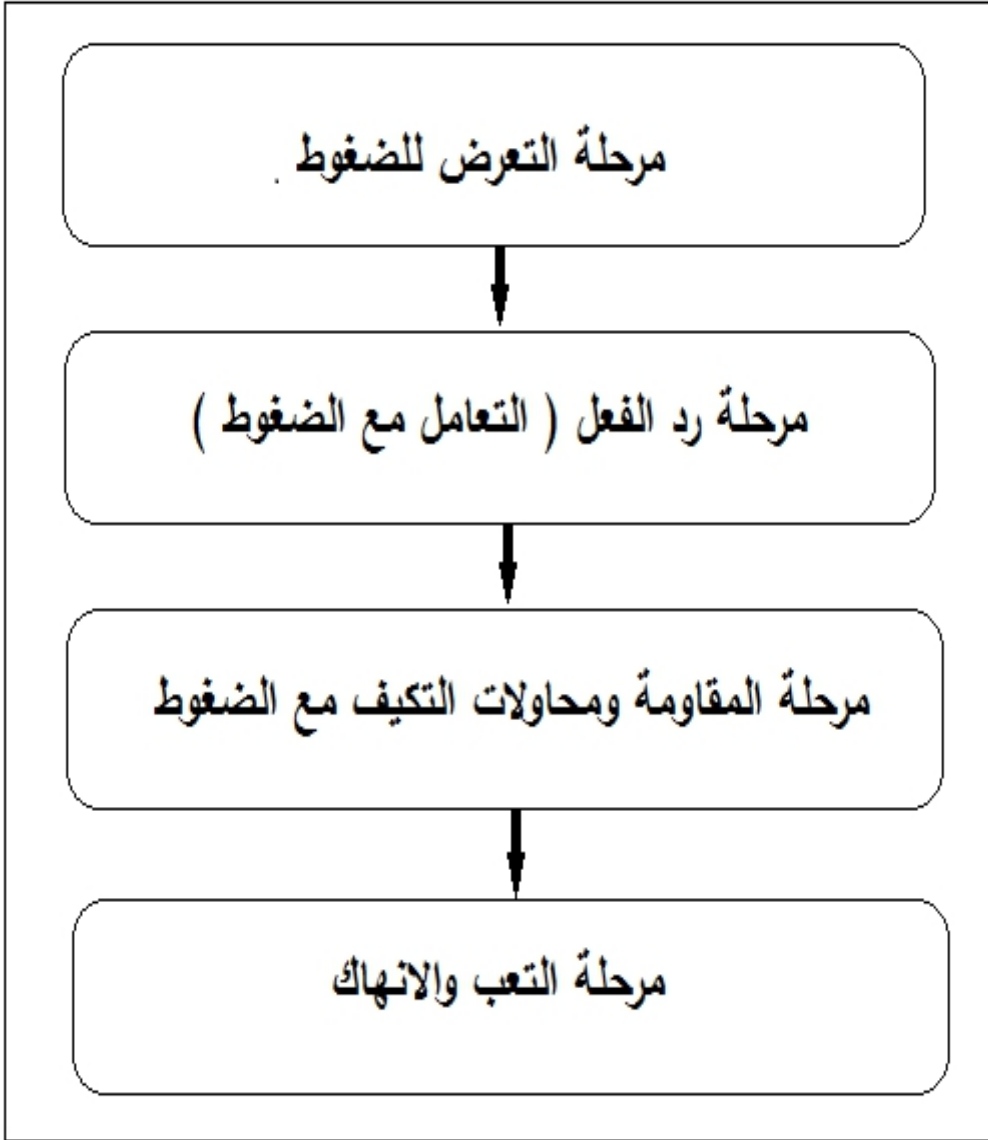 مرحلة التعرض للضغوط .
مرحلة رد الفعل ( التعامل مع الضغوط )
مرحلة المقاومة ومحاولات التكيف مع الضغوط
مرحلة التعب والانهاك